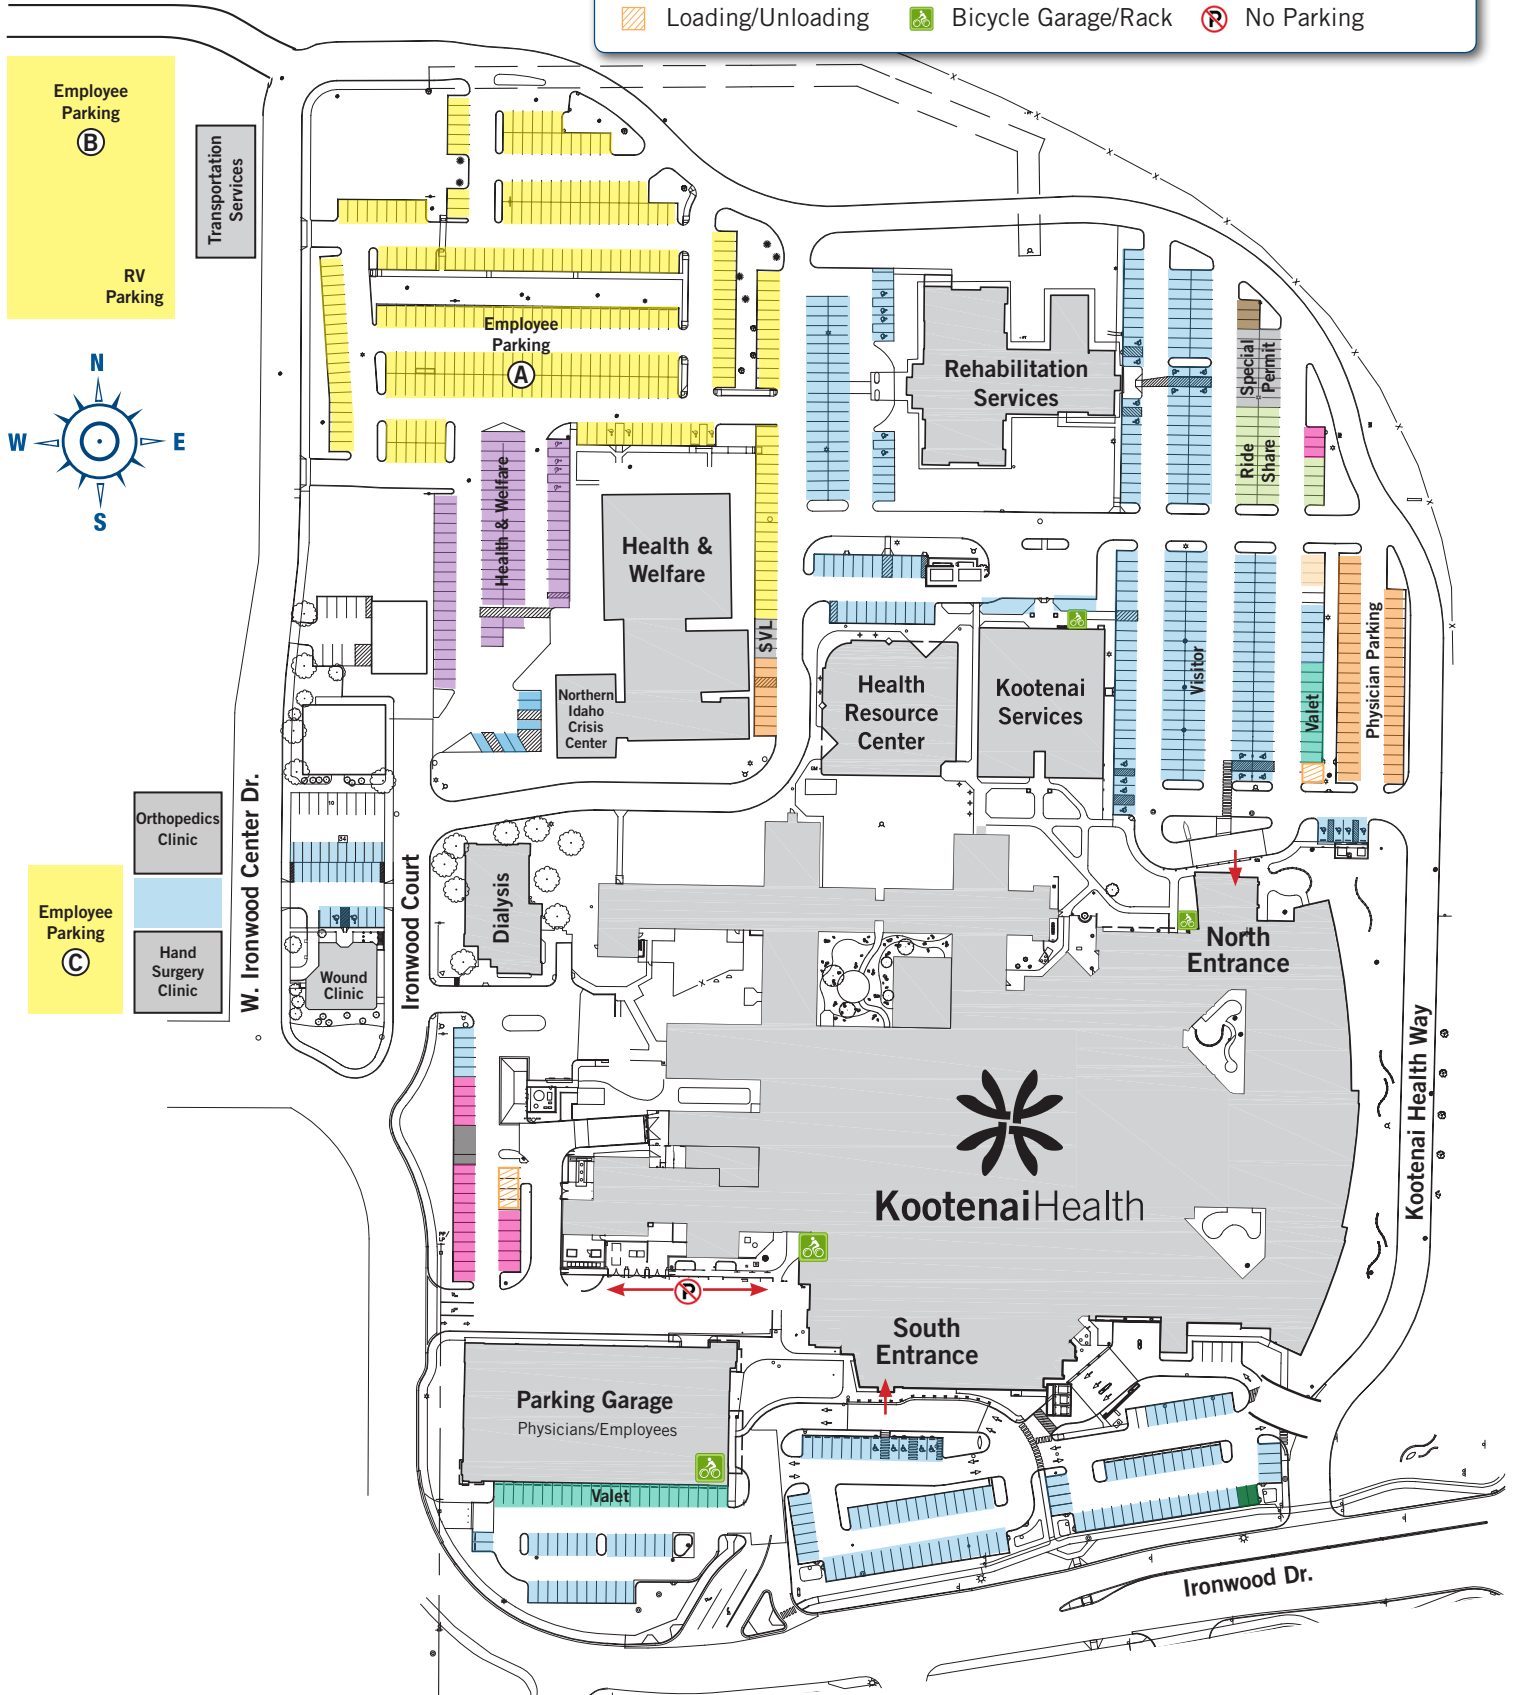 Loading/Unloading
Bicycle Garage/Rack
P
No Parking
Employee
Parking
B
Transportation
Services
RV
Parking
N
W
E
S
Employee
Parking
A
Rehabilitation
Services
Special
Permit
Ride
Share
Health & Welfare
Health &
Welfare
SVL
Northern
Idaho
Crisis
Center
Health
Resource
Center
Kootenai
Services
Visitor
Valet
Physician Parking
Orthopedics
Clinic
Employee
Parking
C
Hand
Surgery
Clinic
W. Ironwood Center Dr.
10
34
Wound
Clinic
Ironwood Court
Dialysis
North
Entrance
Kootenai Health Way
KootenaiHealth
P
South
Entrance
Parking Garage
Physicians/Employees
Valet
Ironwood Dr.